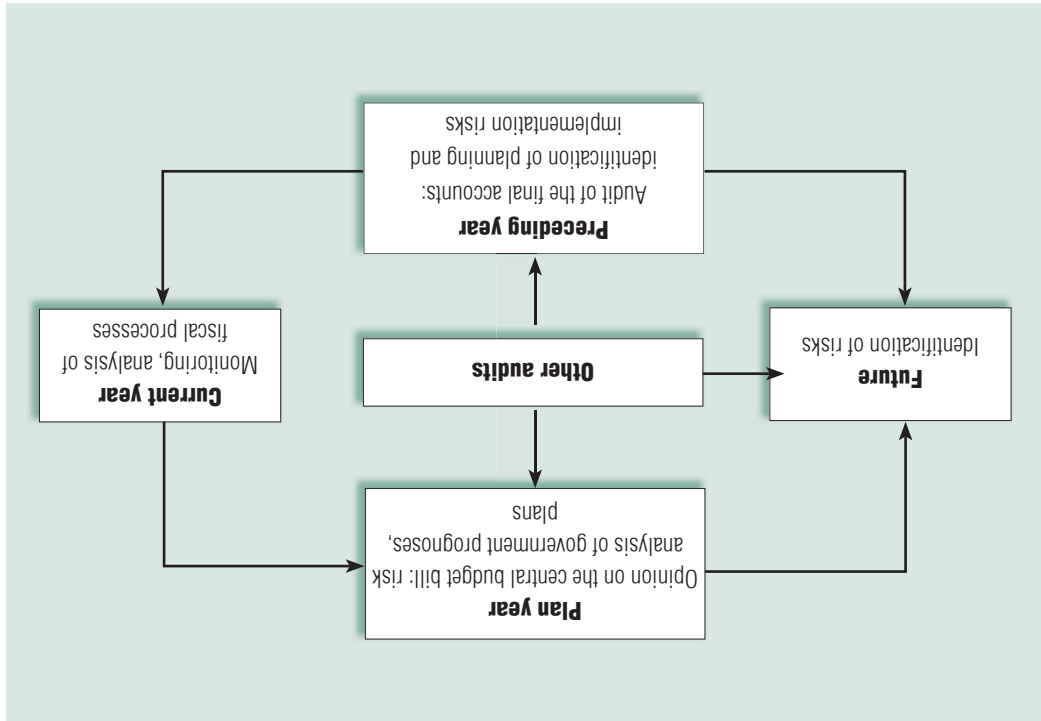 Plan year
Opinion on the central budget bill: risk
analysis of government prognoses,
plans
Future
Identification of risks
Other audits
Current year
Monitoring, analysis of
fiscal processes
Preceding year
Audit of the final accounts:
identification of planning and
implementation risks